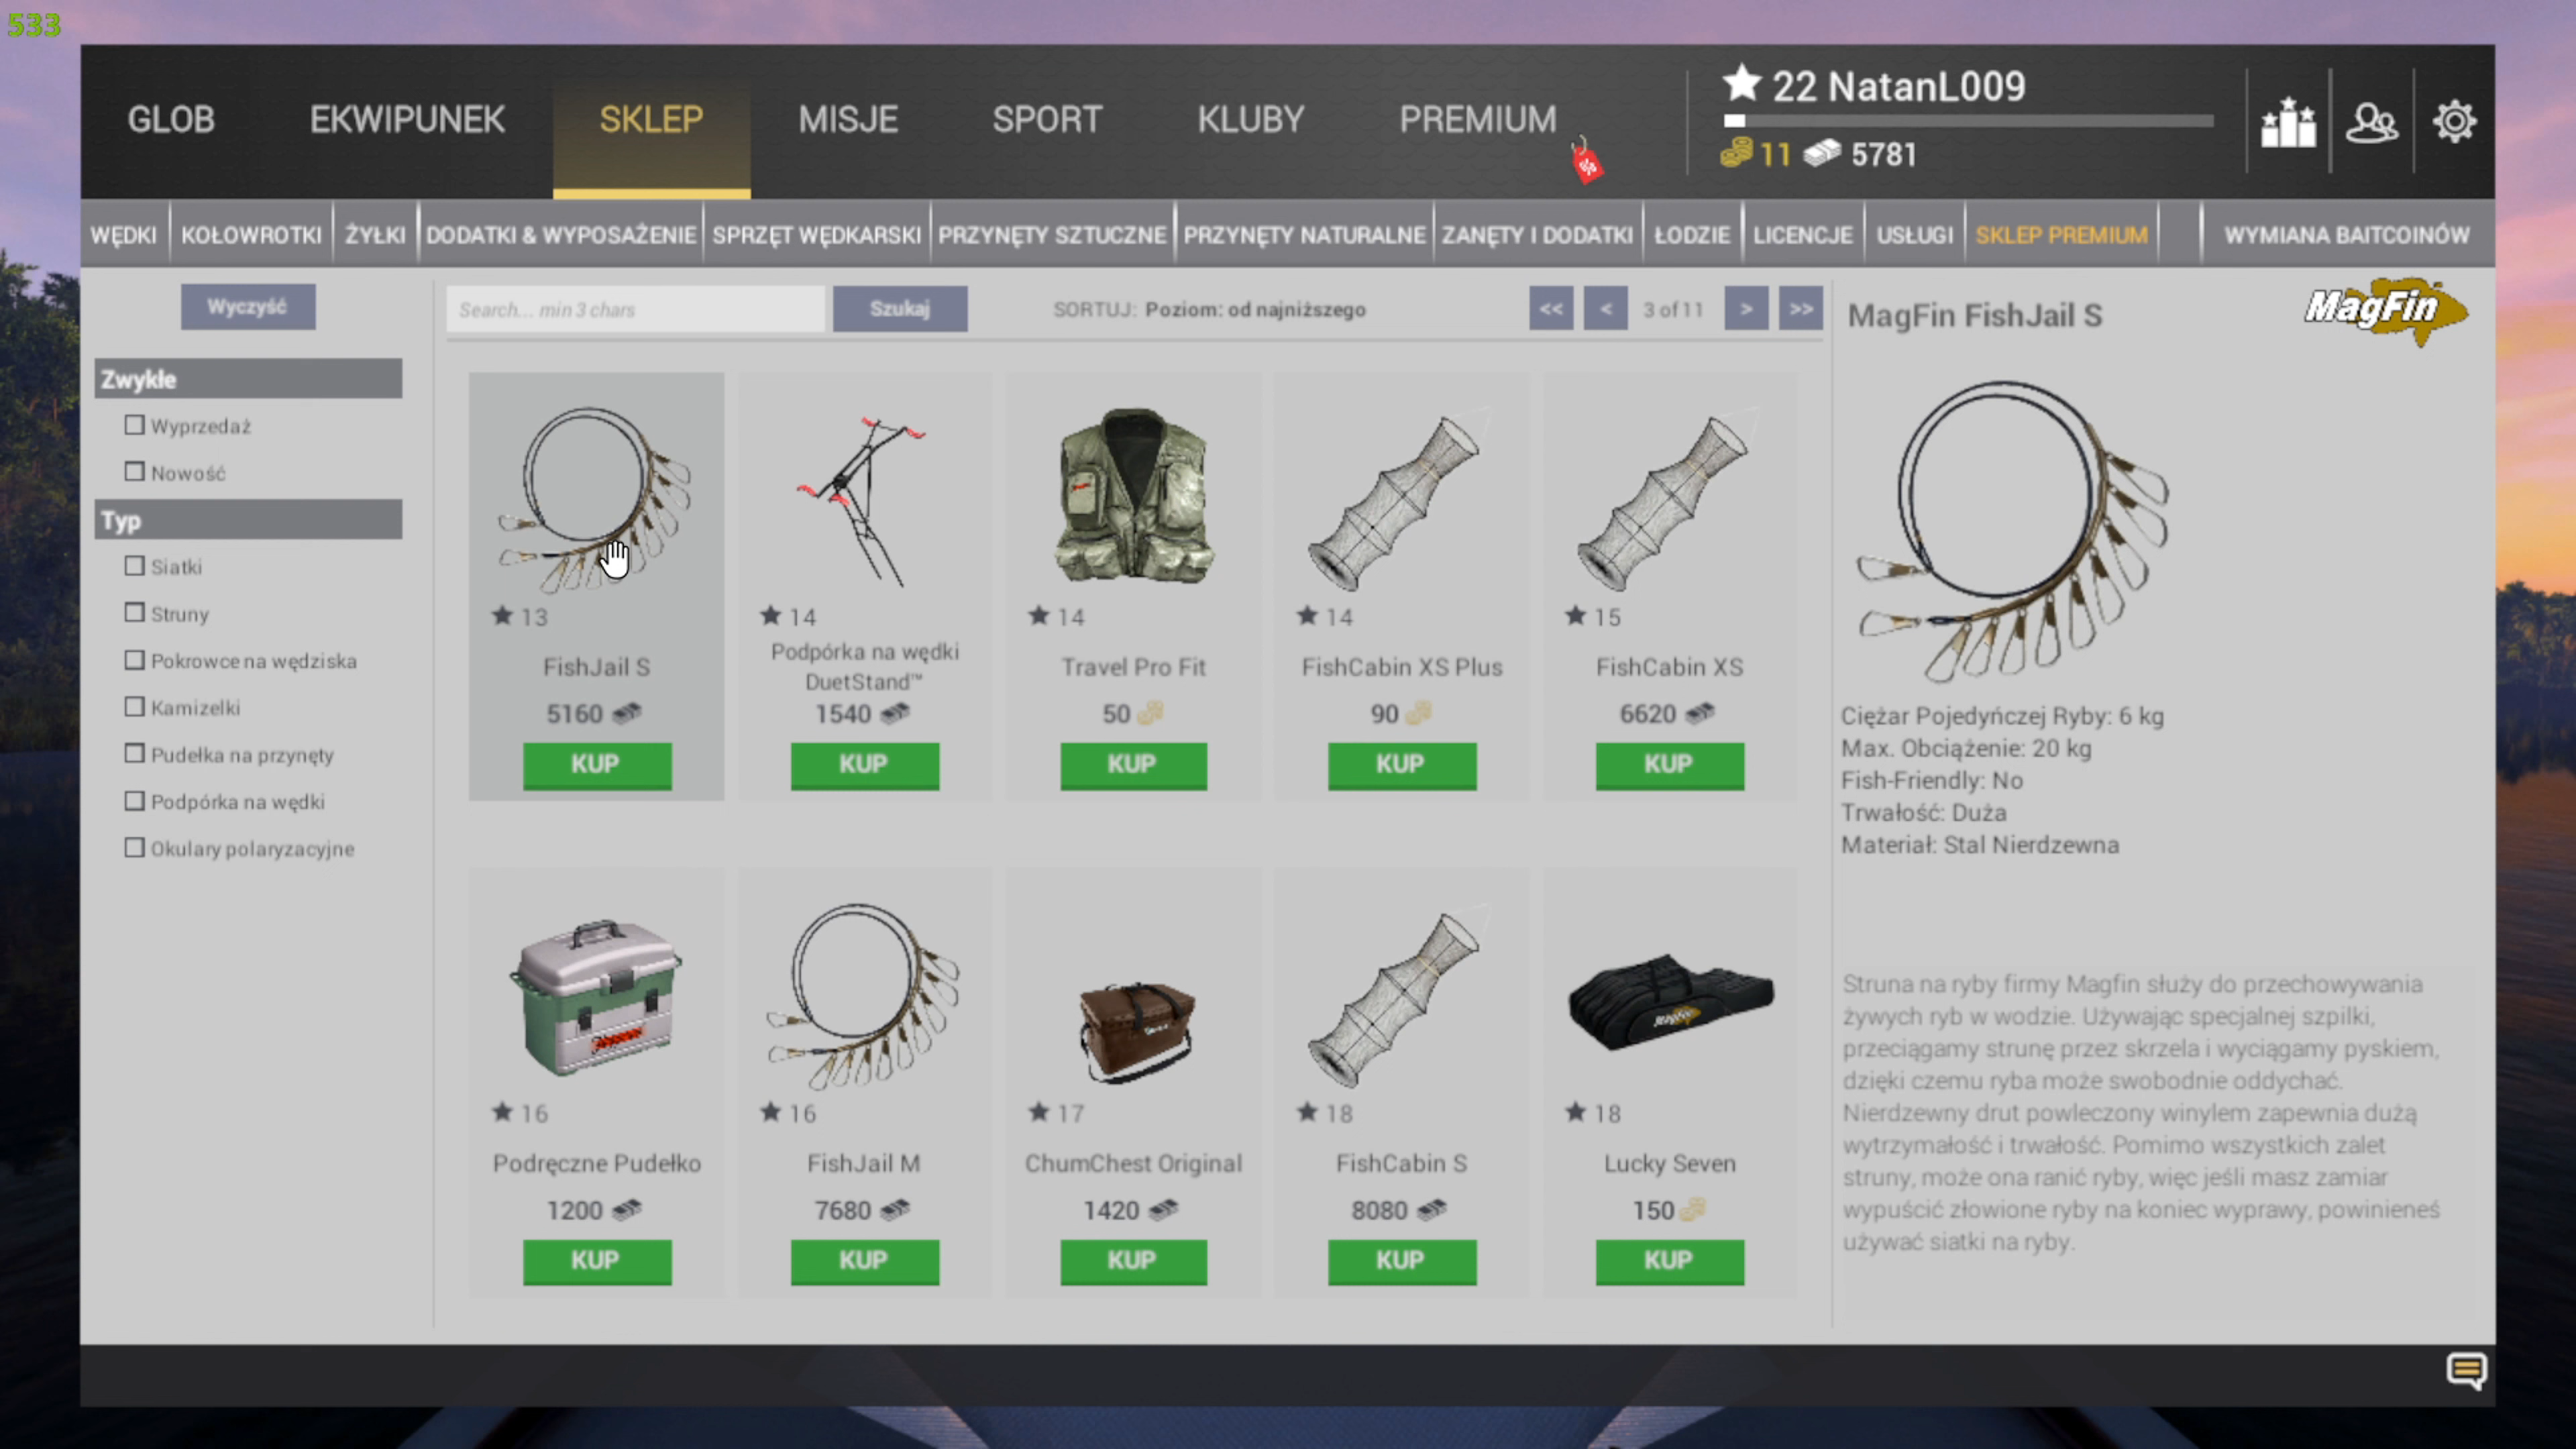 533
GLOB EKWIPUNEK SKLEP MISJE SPORT KLUBY PREMIUM
22 NatanL009
11 5781
WĘDKI KOŁOWROTKI ŻYŁKI DODATKI & WYPOSAŻENIE SPRZĘT WĘDKARSKI PRZYNĘTY SZTUCZNE PRZYNĘTY NATURALNE ZANĘTY I DODATKI ŁODZIE LICENCJE USŁUGI SKLEP PREMIUM WYMIANA BAITCOINÓW
Wyczyść
Zwykłe
Wyprzedaż
Nowość
Typ
Siatki
Struny
Pokrowce na wędziska
Kamizelki
Pudełka na przynęty
Podpórka na wędki
Okulary polaryzacyjne
Search... min 3 chars Szukaj SORTUJ: Poziom: od najniższego << < 3 of 11 > >>
13 14 14 14 15
FishJail S
Podpórka na wędki
DuetStand™
Travel Pro Fit
FishCabin XS Plus
FishCabin XS
5160 1540 50 90 6620
KUP KUP KUP KUP KUP
16 16 17 18 18
MagFin
Podręczne Pudełko FishJail M ChumChest Original FishCabin S Lucky Seven
1200 7680 1420 8080 150
KUP KUP KUP KUP KUP
MagFin FishJail S
MagFin
Ciężar Pojedyńczej Ryby: 6 kg
Max. Obciążenie: 20 kg
Fish-Friendly: No
Trwałość: Duża
Materiał: Stal Nierdzewna
Struna na ryby firmy Magfin służy do przechowywania
żywych ryb w wodzie. Używając specjalnej szpilki,
przeciągamy strunę przez skrzela i wyciągamy pyskiem,
dzięki czemu ryba może swobodnie oddychać.
Nierdzewny drut powleczony winylem zapewnia dużą
wytrzymałość i trwałość. Pomimo wszystkich zalet
struny, może ona ranić ryby, więc jeśli masz zamiar
wypuścić złowione ryby na koniec wyprawy, powinieneś
używać siatki na ryby.